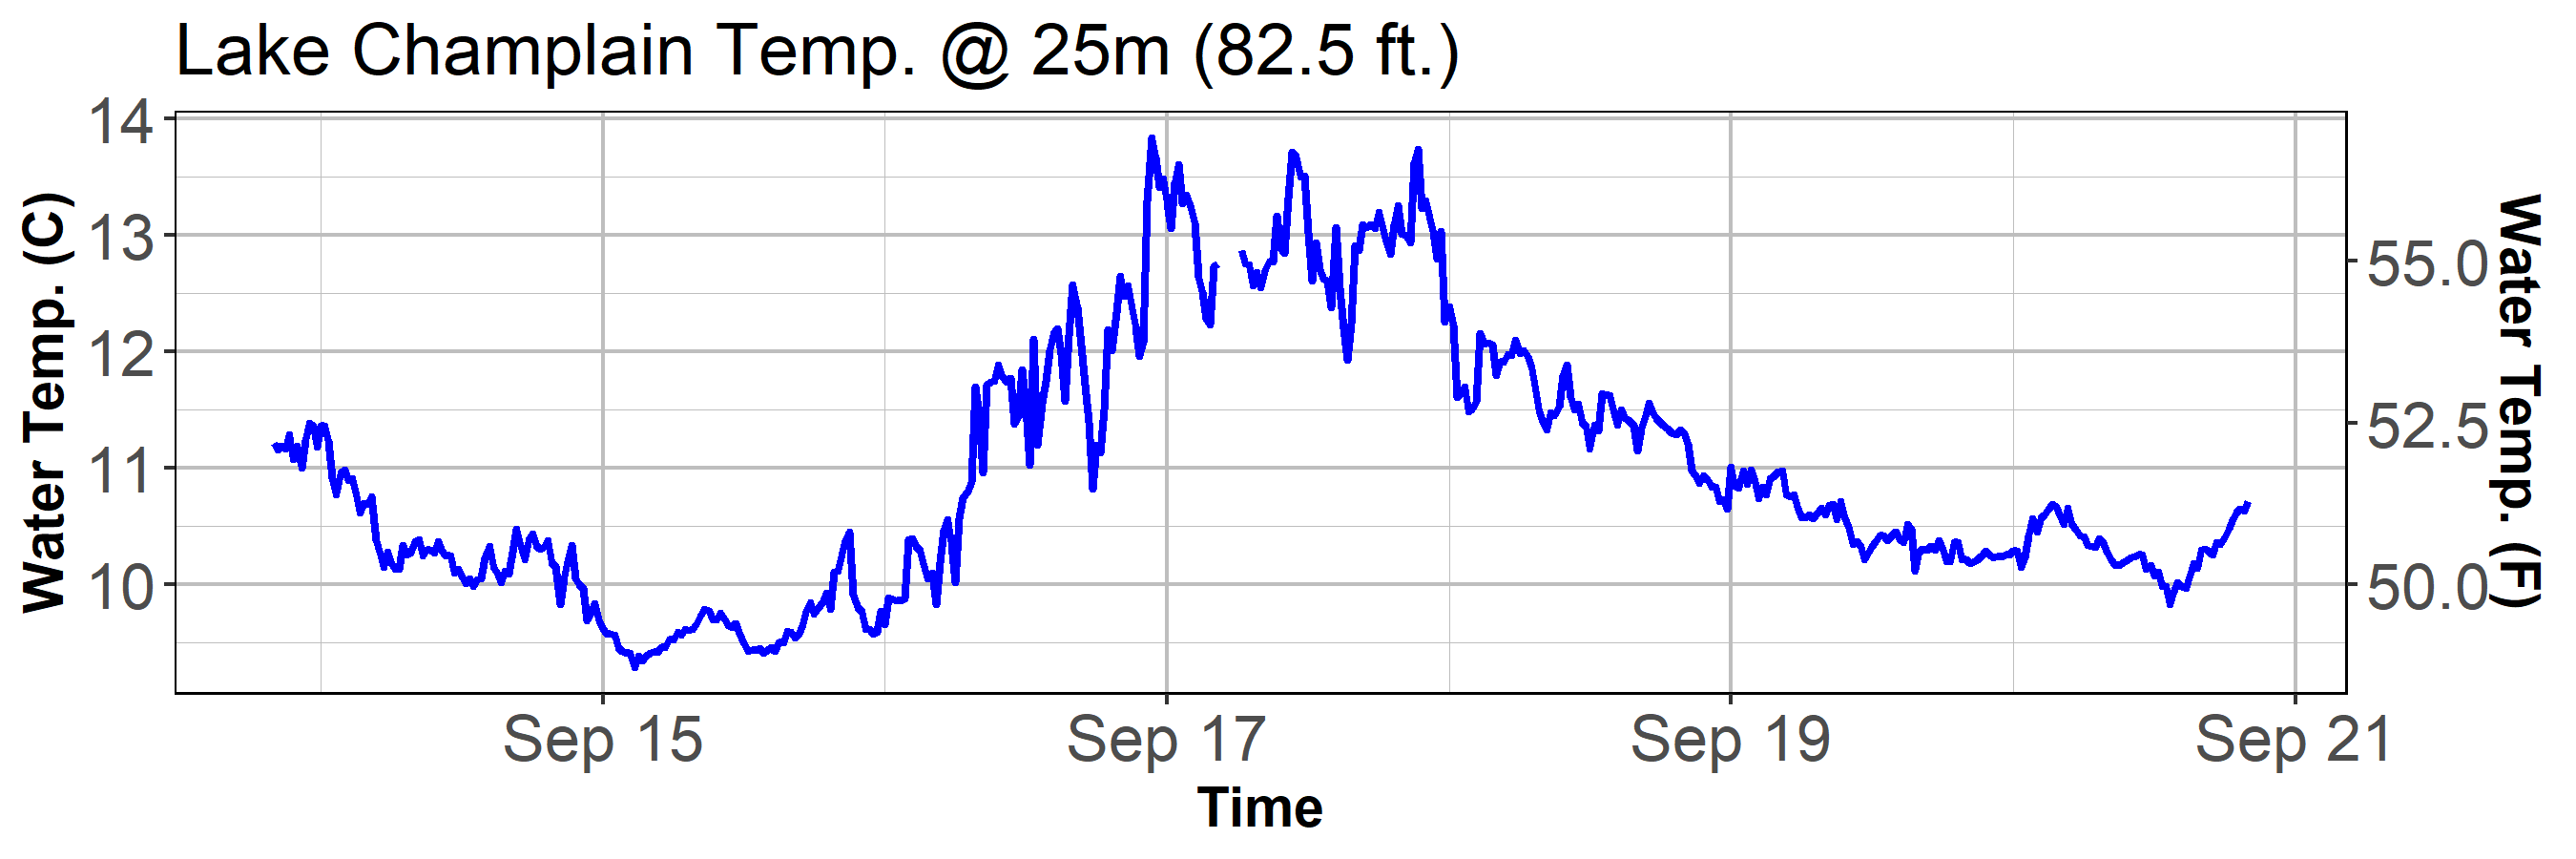 Lake Champlain Temp. @ 25m (82.5 ft.)
Water Temp. (C)
14
13
12
11
10
55.0
52.5
50.0
Water Temp. (F)
Sep 15
Sep 17
Sep 19
Sep 21
Time